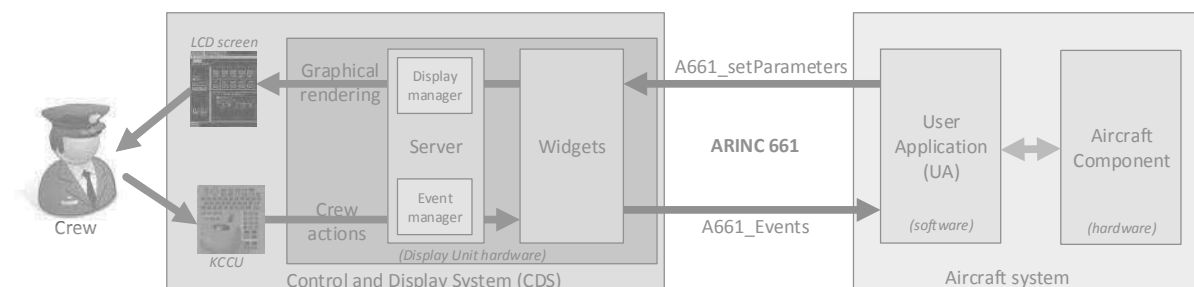 LCD screen
Graphical
rendering
Display
manager
Server
Event
manager
Widgets
Crew
actions
(Display Unit hardware)
KCCU
Crew
Control and Display System (CDS)
A661_setParameters
ARINC 661
A661_Events
User
Application
(UA)
(software)
Aircraft
Component
(hardware)
Aircraft system